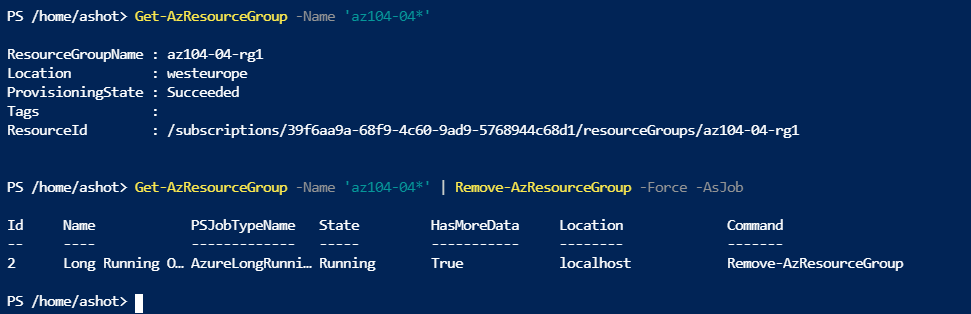 PS /home/ashot> Get-AzResourceGroup -Name 'az104-04*'
ResourceGroupName : az104-04-rg1
Location          : westeurope
ProvisioningState : Succeeded
Tags              :
ResourceId        : /subscriptions/39f6aa9a-68f9-4c60-9ad9-5768944c68d1/resourceGroups/az104-04-rg1
PS /home/ashot> Get-AzResourceGroup -Name 'az104-04*' | Remove-AzResourceGroup -Force -AsJob
Id     Name            PSJobTypeName   State         HasMoreData     Location             Command
--     ----            -------------   -----         -----------     --------             -------
2      Long Running O… AzureLongRunni… Running       True            localhost            Remove-AzResourceGroup
PS /home/ashot>